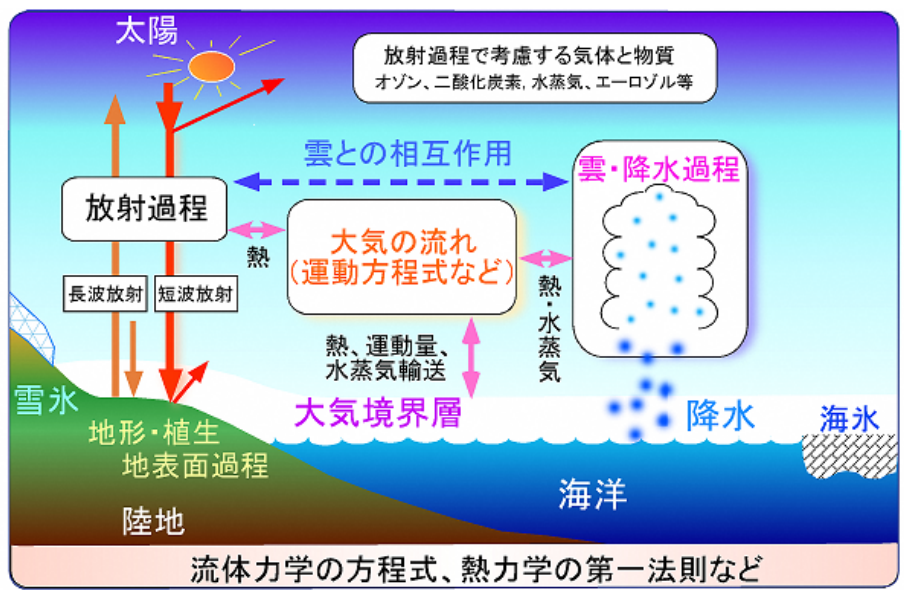 太陽
放射過程で考慮する気体と物質
オゾン、二酸化炭素, 水蒸気、エーロゾル等
雲との相互作用
雲・降水過程
放射過程
大気の流れ
(運動方程式など)
熱
熱・水蒸気
長波放射
短波放射
熱、運動量、
水蒸気輸送
雪氷
大気境界層
降水
海氷
地形・植生
地表面過程
海洋
陸地
流体力学の方程式、熱力学の第一法則など